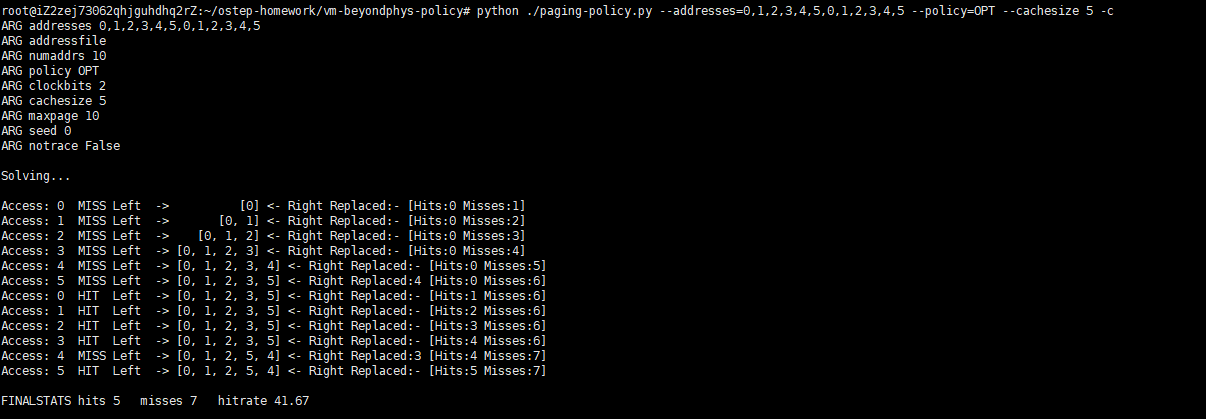 root@iZ2zej73062qhjguhdhq2rZ:~/ostep-homework/vm-beyondphys-policy# python ./paging-policy.py --addresses=0,1,2,3,4,5,0,1,2,3,4,5 --policy=OPT --cachesize 5 -c
ARG addresses 0,1,2,3,4,5,0,1,2,3,4,5
ARG addressfile
ARG numaddrs 10
ARG policy OPT
ARG clockbits 2
ARG cachesize 5
ARG maxpage 10
ARG seed 0
ARG notrace False
Solving...
Access: 0  MISS Left  ->          [0] <- Right Replaced:- [Hits:0 Misses:1]
Access: 1  MISS Left  ->       [0, 1] <- Right Replaced:- [Hits:0 Misses:2]
Access: 2  MISS Left  ->    [0, 1, 2] <- Right Replaced:- [Hits:0 Misses:3]
Access: 3  MISS Left  -> [0, 1, 2, 3] <- Right Replaced:- [Hits:0 Misses:4]
Access: 4  MISS Left  -> [0, 1, 2, 3, 4] <- Right Replaced:- [Hits:0 Misses:5]
Access: 5  MISS Left  -> [0, 1, 2, 3, 5] <- Right Replaced:4 [Hits:0 Misses:6]
Access: 0  HIT  Left  -> [0, 1, 2, 3, 5] <- Right Replaced:- [Hits:1 Misses:6]
Access: 1  HIT  Left  -> [0, 1, 2, 3, 5] <- Right Replaced:- [Hits:2 Misses:6]
Access: 2  HIT  Left  -> [0, 1, 2, 3, 5] <- Right Replaced:- [Hits:3 Misses:6]
Access: 3  HIT  Left  -> [0, 1, 2, 3, 5] <- Right Replaced:- [Hits:4 Misses:6]
Access: 4  MISS Left  -> [0, 1, 2, 5, 4] <- Right Replaced:3 [Hits:4 Misses:7]
Access: 5  HIT  Left  -> [0, 1, 2, 5, 4] <- Right Replaced:- [Hits:5 Misses:7]
FINALSTATS hits 5   misses 7   hitrate 41.67